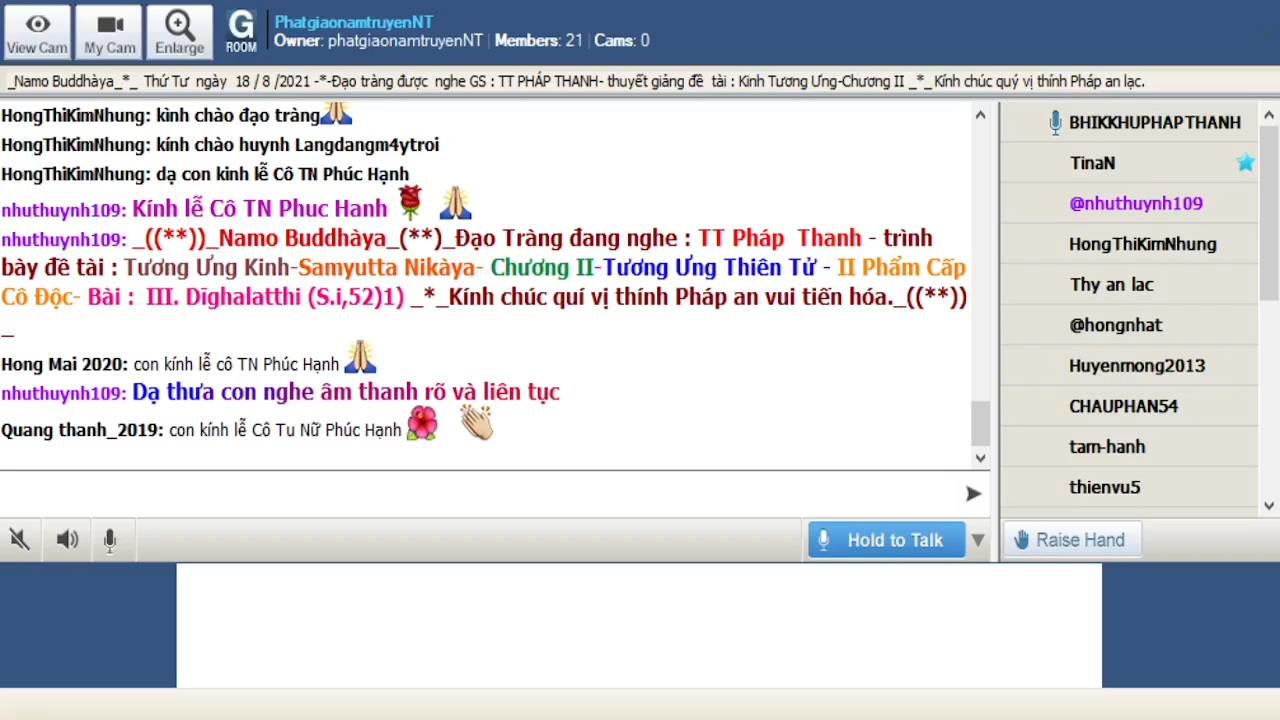 View Cam
My Cam
Enlarge
G
ROOM
PhatgiaonamtruyenNT
Owner: phatgiaonamtruyenNT | Members: 21 | Cams: 0
_Namo Buddhàya_*_ Thứ Tư ngày 18 / 8 /2021 -*-Đạo tràng được nghe GS : TT PHÁP THANH- thuyết giảng đề tài : Kinh Tương Ưng-Chương II _*_Kính chúc quý vị thính Pháp an lạc.
HongThiKimNhung: kình chào đạo tràng
HongThiKimNhung: kính chào huynh Langdangm4ytroi
HongThiKimNhung: dạ con kinh lễ Cô TN Phúc Hạnh
nhuthuynh109: Kính lễ Cô TN Phuc Hanh
nhuthuynh109: _((**))_Namo Buddhàya_(**)_Đạo Tràng đang nghe : TT Pháp Thanh - trình
bày đề tài : Tương Ưng Kinh-Samyutta Nikàya- Chương II-Tương Ưng Thiên Tử - II Phẩm Cấp
Cô Độc- Bài : III. Dīghalatthi (S.i,52)1) _*_Kính chúc quí vị thính Pháp an vui tiến hóa._((**))
_
Hong Mai 2020: con kính lễ cô TN Phúc Hạnh
nhuthuynh109: Dạ thưa con nghe âm thanh rõ và liên tục
Quang thanh_2019: con kính lễ Cô Tu Nữ Phúc Hạnh
BHIKKHUPHAPTHANH
TinaN
@nhuthuynh109
HongThiKimNhung
Thy an lac
@hongnhat
Huyenmong2013
CHAUPHAN54
tam-hanh
thienvu5
Hold to Talk
Raise Hand